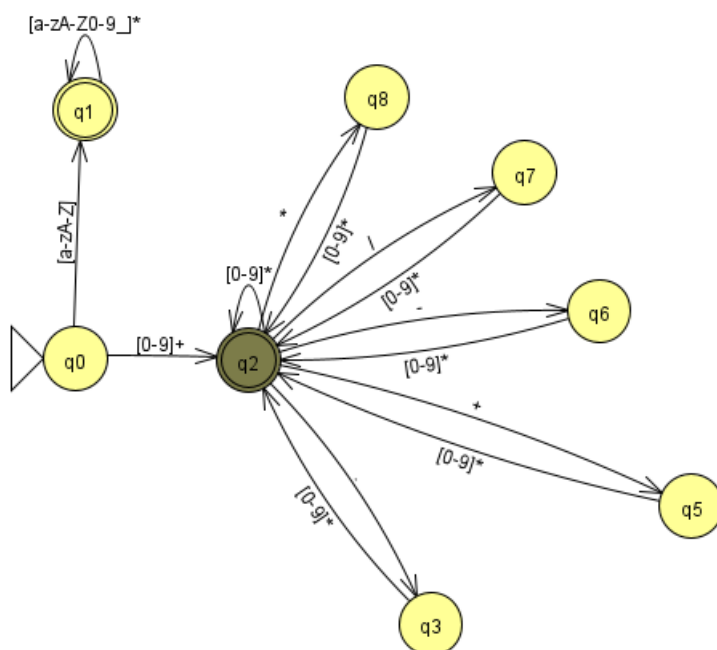 [a-zA-Z0-9_]*
q1
q8
q7
[a-zA-Z]
*
[0-9]*
/
[0-9]*
[0-9]*
-
q6
q0
[0-9]+
q2
[0-9]*
+
[0-9]*
q5
.
[0-9]*
q3